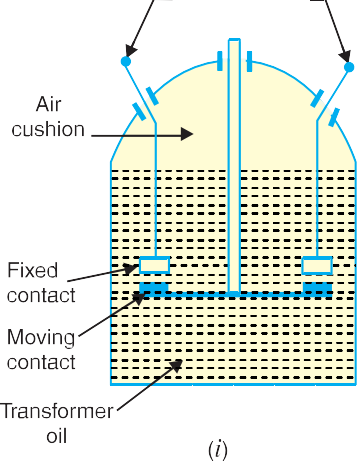 Air
cushion
Fixed
contact
Moving
contact
Transformer
oil
(i)